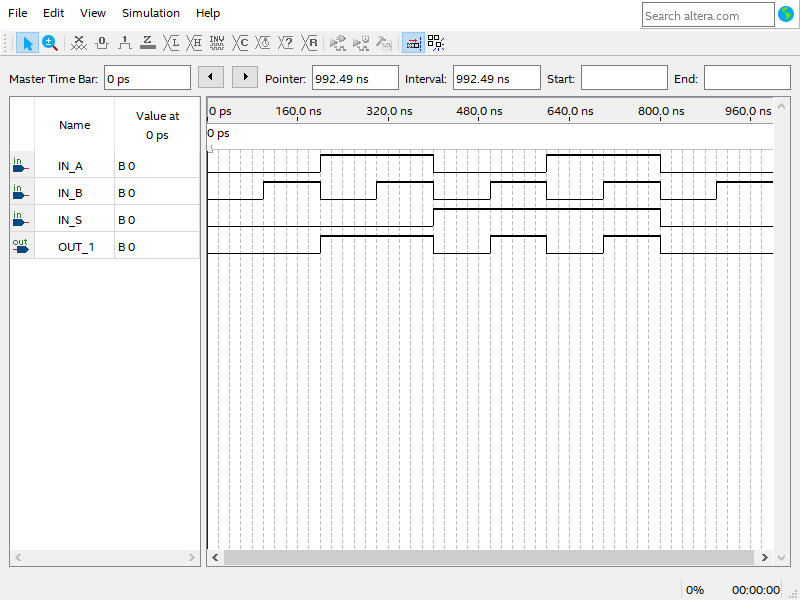 File Edit View Simulation Help
Search altera.com
Master Time Bar: 0 ps Pointer: 992.49 ns Interval: 992.49 ns Start: End:
Name Value at 0 ps
0 ps 160.0 ns 320.0 ns 480.0 ns 640.0 ns 800.0 ns 960.0 ns
0 ps
in IN_A B 0
in IN_B B 0
in IN_S B 0
out OUT_1 B 0
0% 00:00:00